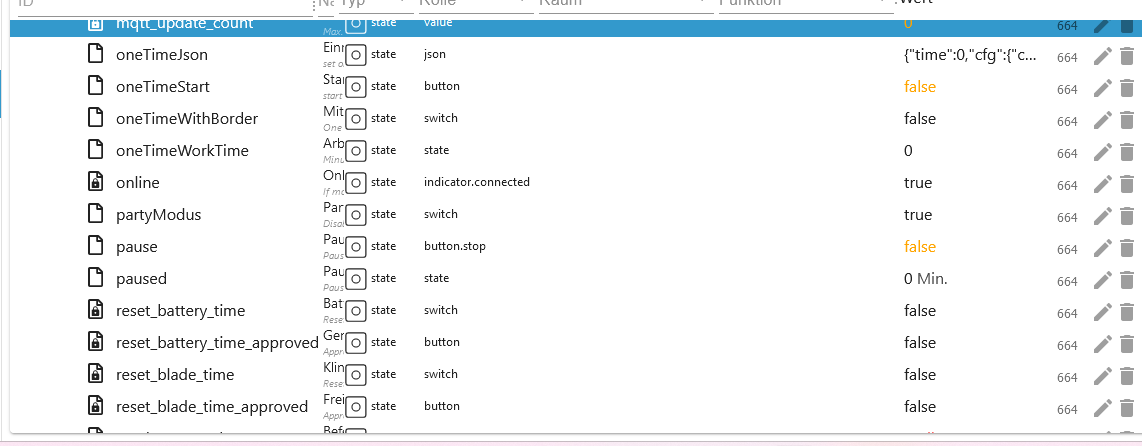 ID Na Typ Rolle Raum Funktion Wert
mqtt_update_count Max. state value 0 664
oneTimeJson Einr state json {"time":0,"cfg":{"c... 664
set o
oneTimeStart Star state button false 664
start
oneTimeWithBorder Mit state switch false 664
One
oneTimeWorkTime Arb state state 0 664
Minu
online Onl state indicator.connected true 664
If mo
partyModus Par state switch true 664
Disa
pause Pau state button.stop false 664
Paus
paused Pau state state 0 Min. 664
Paus
reset_battery_time Bat state switch false 664
Rese
reset_battery_time_approved Ger state button false 664
Appr
reset_blade_time Klin state switch false 664
Rese
reset_blade_time_approved Frei state button false 664
Appr